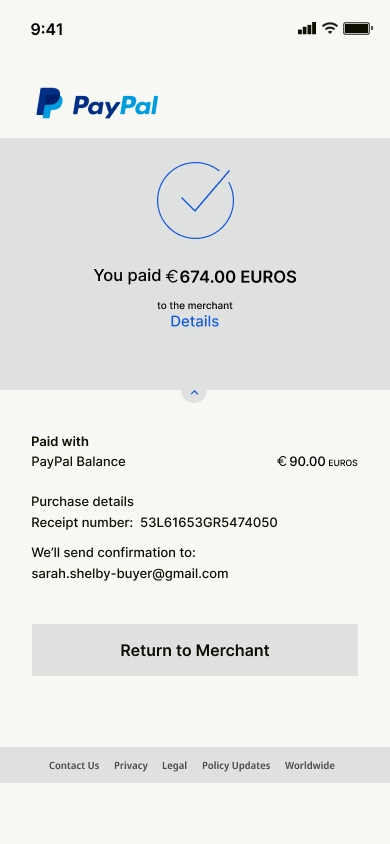 9:41
PayPal
You paid €674.00 EUROS
to the merchant
Details
Paid with
PayPal Balance € 90.00 EUROS
Purchase details
Receipt number: 53L61653GR5474050
We’ll send confirmation to:
sarah.shelby-buyer@gmail.com
Return to Merchant
Contact Us Privacy Legal Policy Updates Worldwide